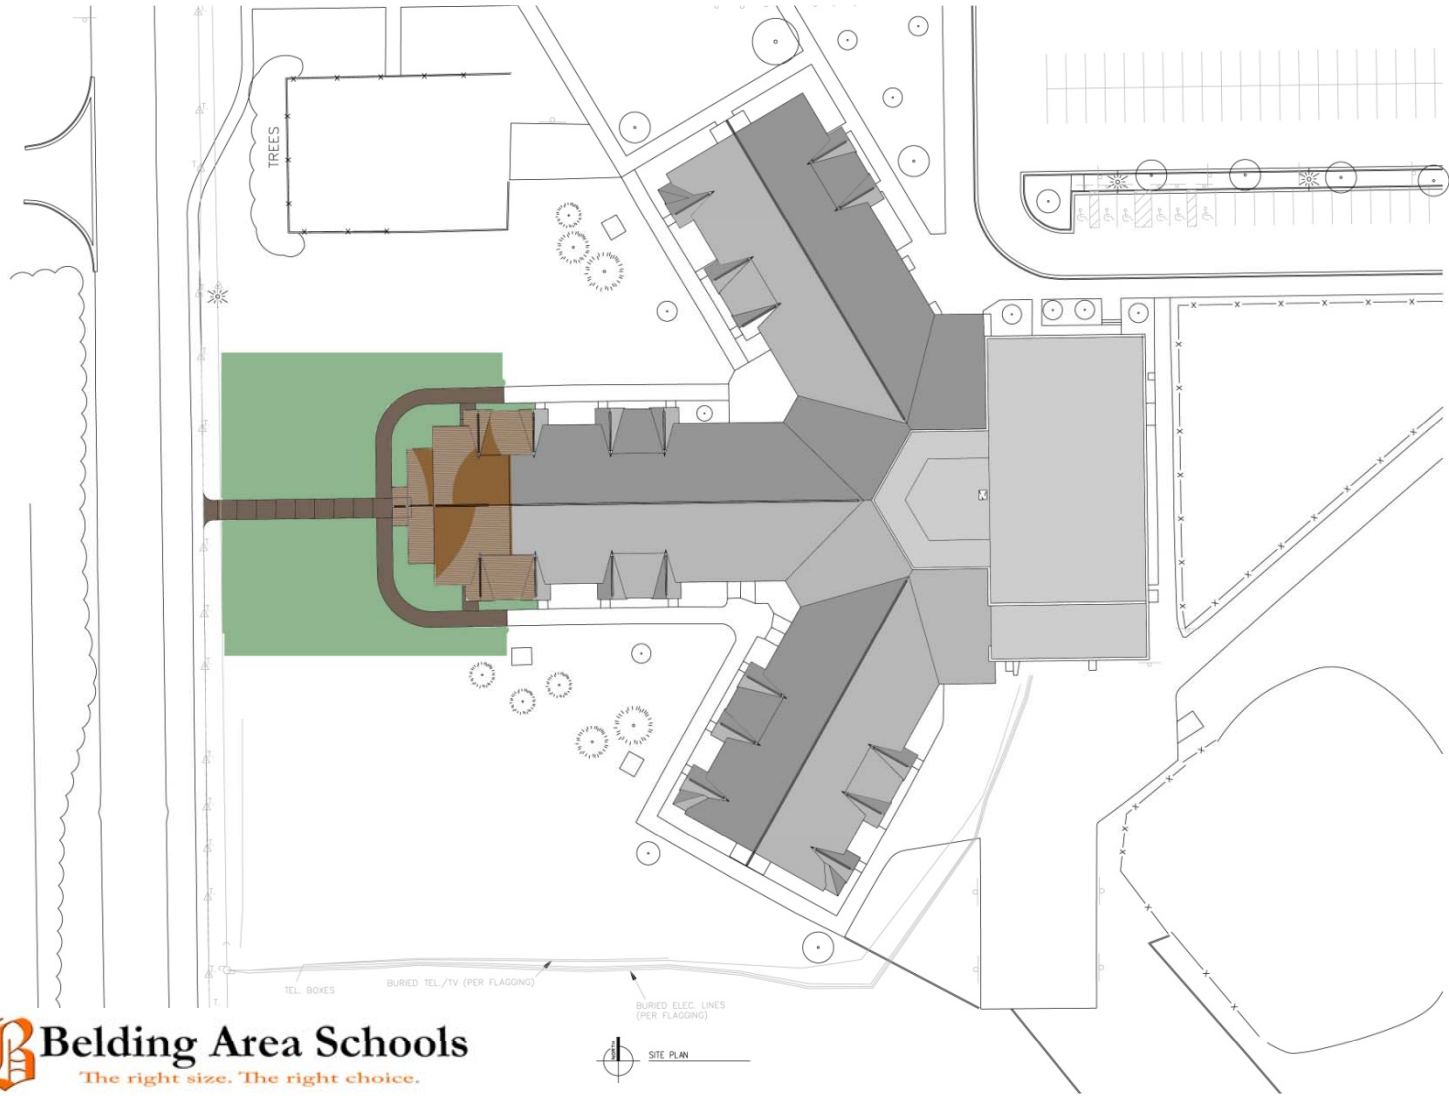 TREES
TEL. BOXES
BURIED TEL./TV (PER FLAGGING)
BURIED ELEC. LINES
(PER FLAGGING)
B Belding Area Schools
The right size. The right choice.
NORTH
SITE PLAN